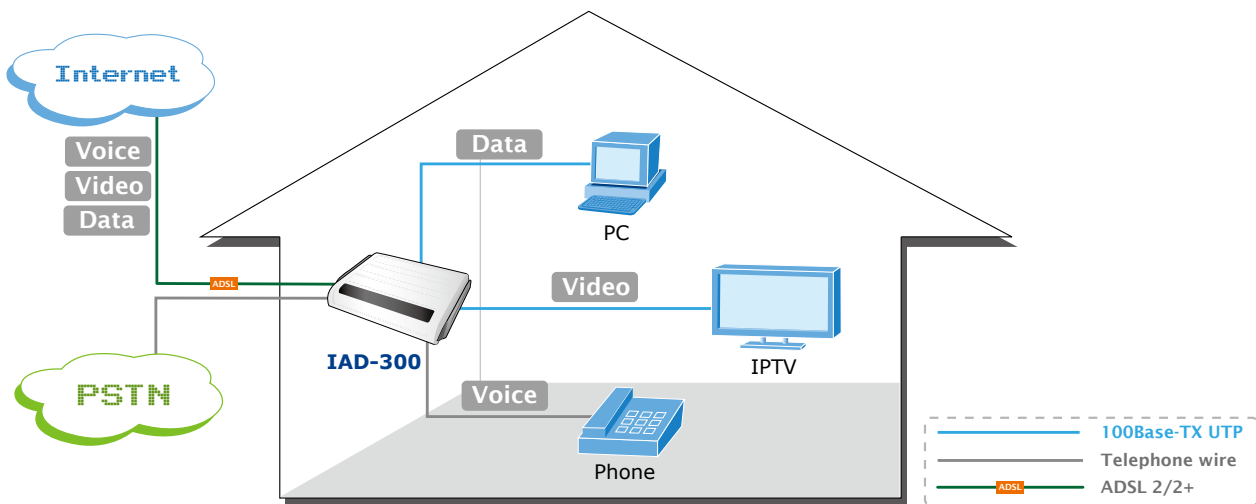 Internet
Voice
Video
Data
ADSL
PSTN
IAD-300
Data
PC
Video
IPTV
Voice
Phone
100Base-TX UTP
Telephone wire
ADSL
ADSL 2/2+